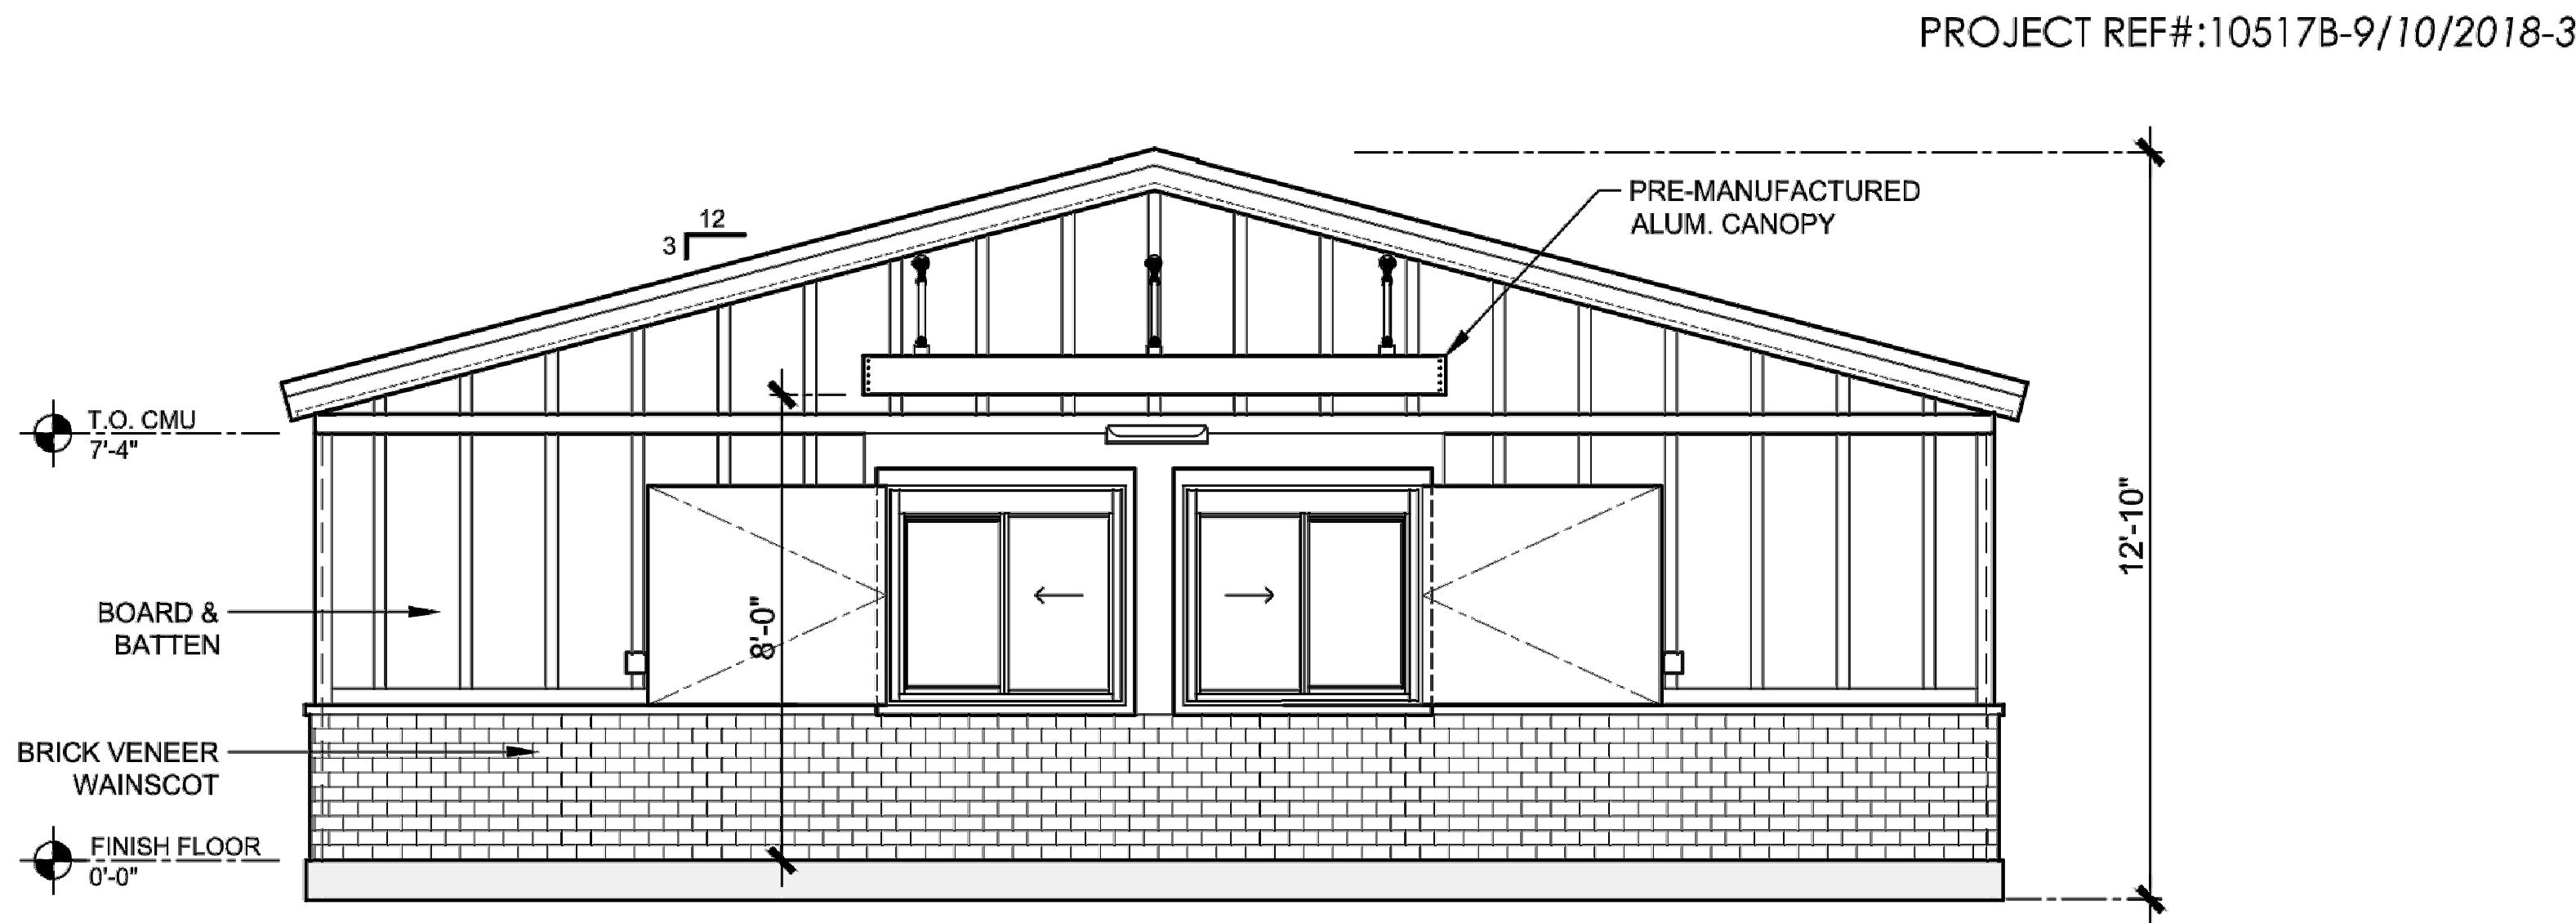 PROJECT REF#:10517B-9/10/2018-3
12
3
PRE-MANUFACTURED
ALUM. CANOPY
T.O. CMU
7'-4"
12'-10"
8'-0"
BOARD &
BATTEN
BRICK VENEER
WAINSCOT
FINISH FLOOR
0'-0"